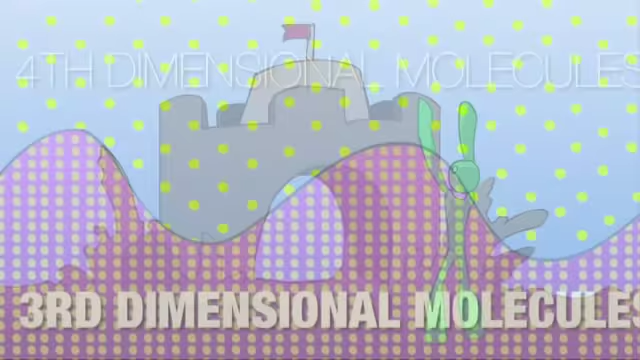 4TH DIMENSIONAL MOLECULES
3RD DIMENSIONAL MOLECULES